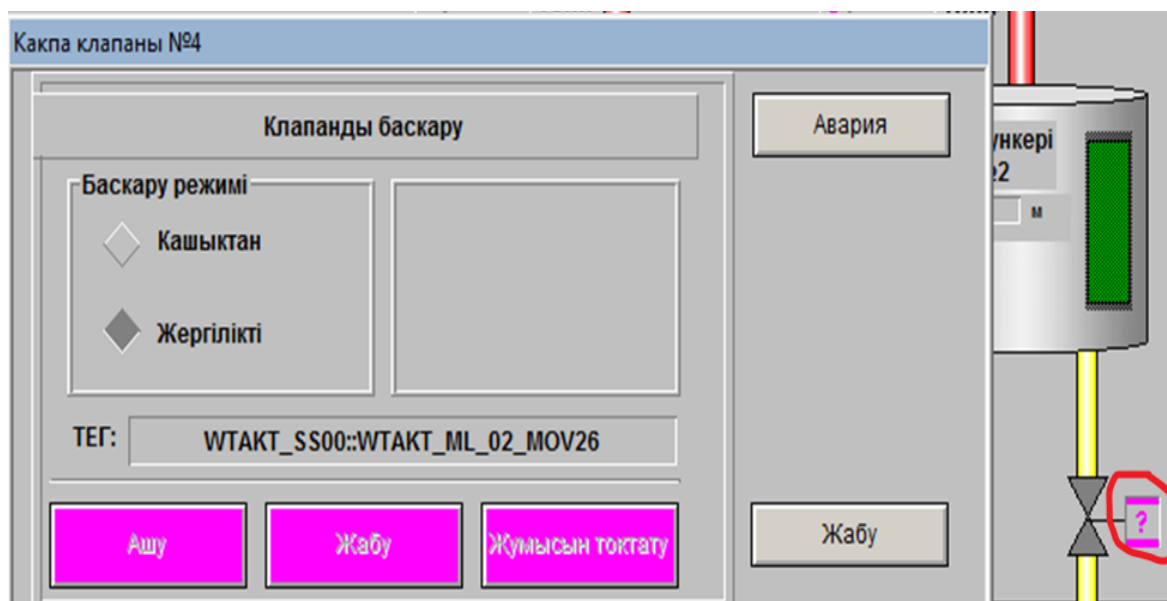 Какпа клапаны №4
Клапанды баскару
Авария
Баскару режимі
Кашыктан
Жергілікті
ТЕГ:
WTAKT_SS00::WTAKT_ML_02_MOV26
Ашу
Жабу
Жумысын токтату
Жабу
м
?